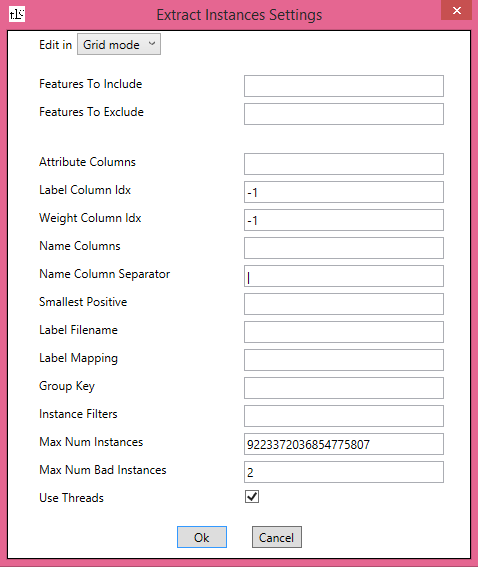 Extract Instances Settings
Edit in Grid mode
Features To Include
Features To Exclude
Attribute Columns
Label Column Idx -1
Weight Column Idx -1
Name Columns
Name Column Separator |
Smallest Positive
Label Filename
Label Mapping
Group Key
Instance Filters
Max Num Instances 9223372036854775807
Max Num Bad Instances 2
Use Threads
Ok Cancel